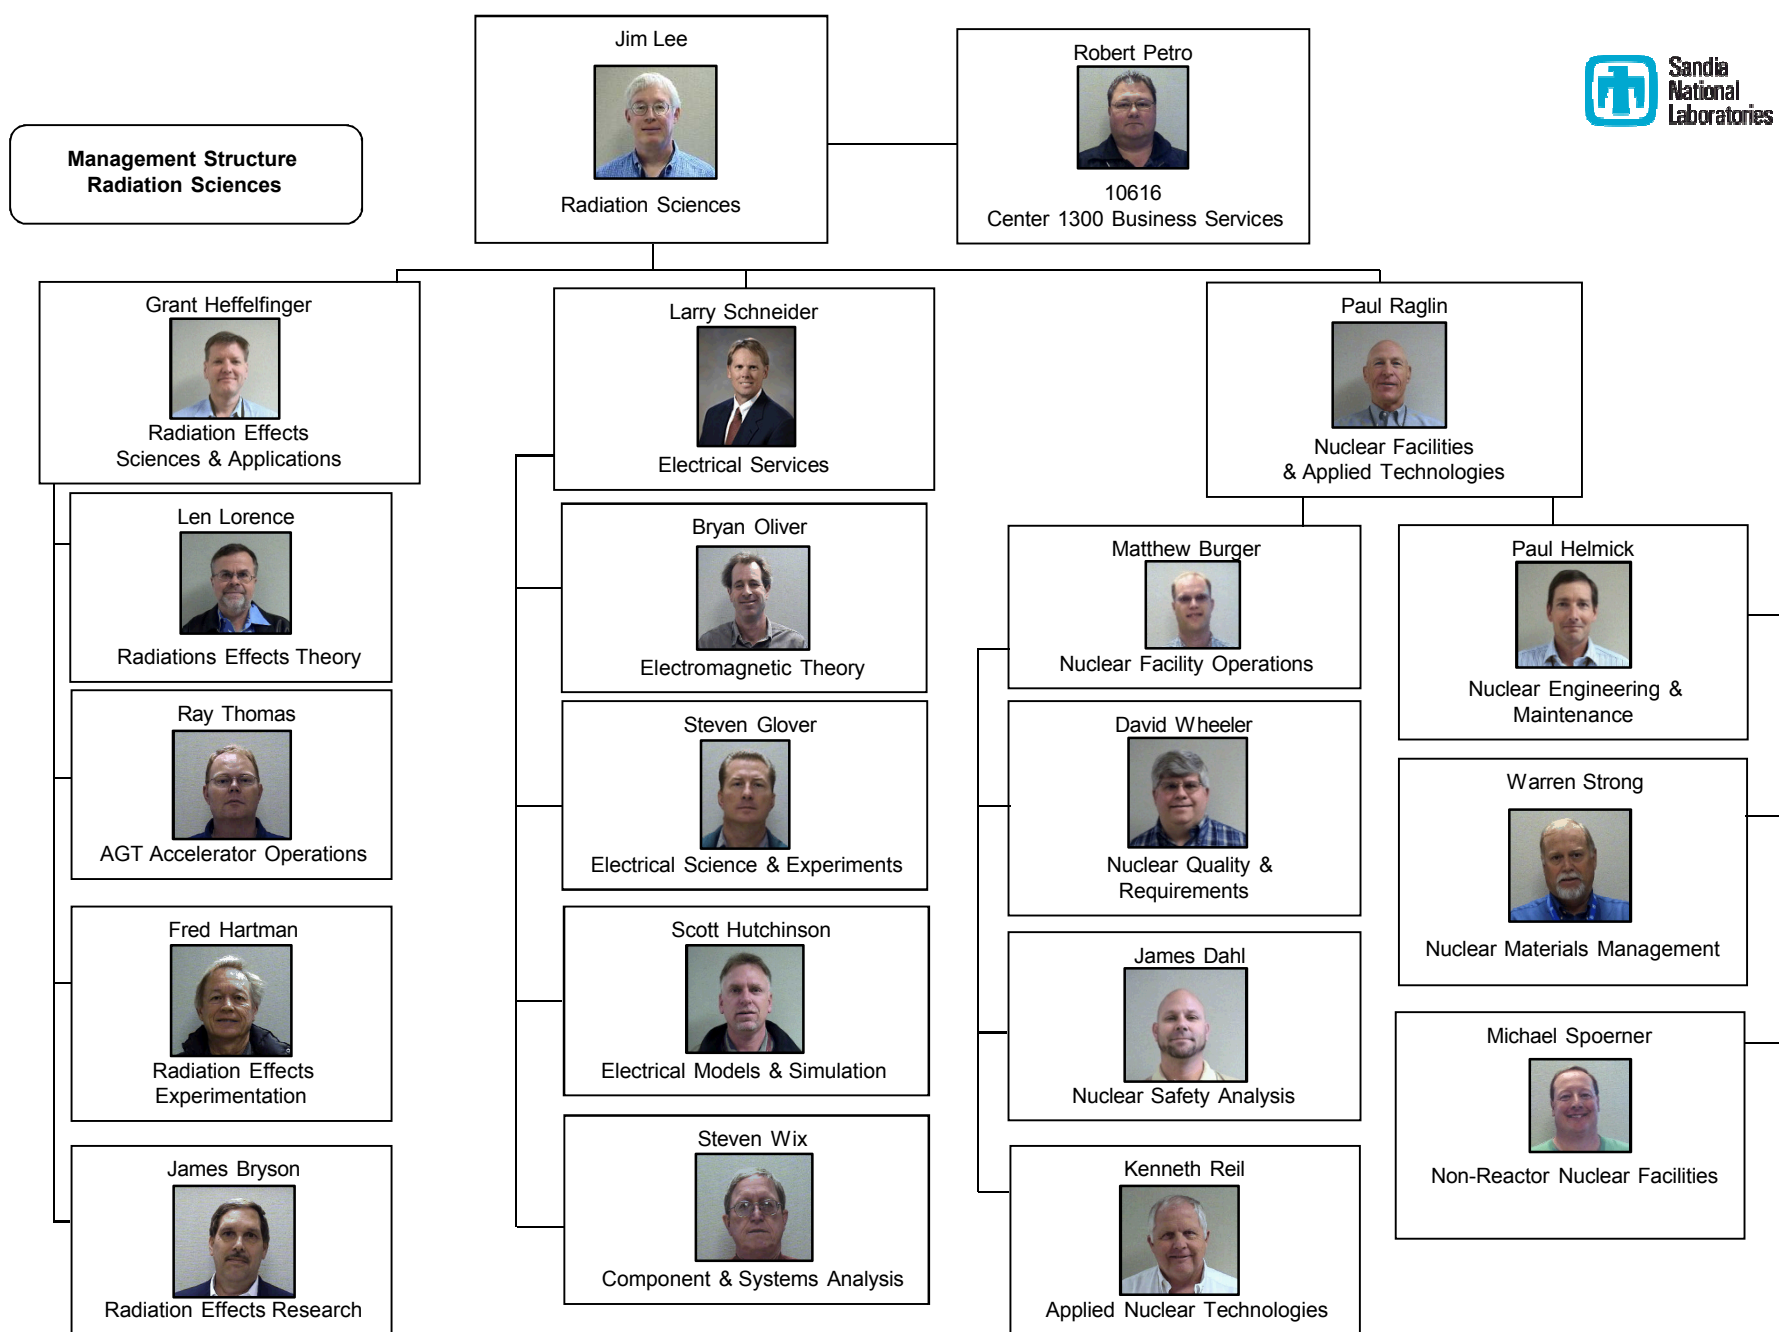 Jim Lee
Radiation Sciences
Robert Petro
10616
Center 1300 Business Services
Sandia
National
Laboratories
Management Structure
Radiation Sciences
Grant Heffelfinger
Radiation Effects
Sciences & Applications
Larry Schneider
Electrical Services
Paul Raglin
Nuclear Facilities
& Applied Technologies
Len Lorence
Radiations Effects Theory
Ray Thomas
AGT Accelerator Operations
Fred Hartman
Radiation Effects
Experimentation
James Bryson
Radiation Effects Research
Bryan Oliver
Electromagnetic Theory
Steven Glover
Electrical Science & Experiments
Scott Hutchinson
Electrical Models & Simulation
Steven Wix
Component & Systems Analysis
Matthew Burger
Nuclear Facility Operations
David Wheeler
Nuclear Quality &
Requirements
James Dahl
Nuclear Safety Analysis
Kenneth Reil
Applied Nuclear Technologies
Paul Helmick
Nuclear Engineering &
Maintenance
Warren Strong
Nuclear Materials Management
Michael Spoerner
Non-Reactor Nuclear Facilities